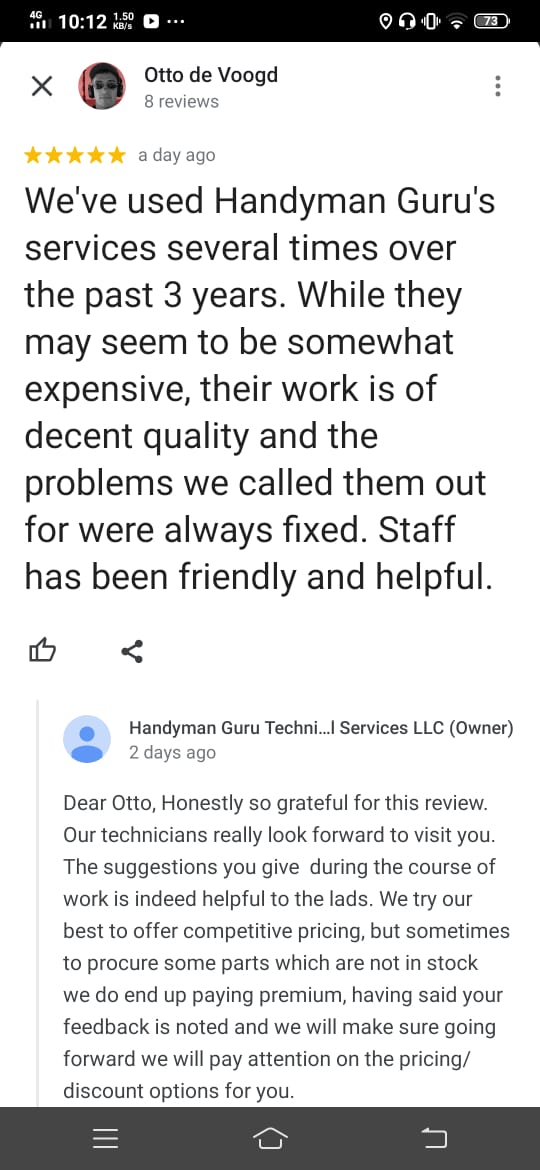 4G 10:12 1.50 KB/s ... 73
Otto de Voogd
8 reviews
a day ago
We've used Handyman Guru's
services several times over
the past 3 years. While they
may seem to be somewhat
expensive, their work is of
decent quality and the
problems we called them out
for were always fixed. Staff
has been friendly and helpful.
Handyman Guru Techni...l Services LLC (Owner)
2 days ago
Dear Otto, Honestly so grateful for this review.
Our technicians really look forward to visit you.
The suggestions you give  during the course of
work is indeed helpful to the lads. We try our
best to offer competitive pricing, but sometimes
to procure some parts which are not in stock
we do end up paying premium, having said your
feedback is noted and we will make sure going
forward we will pay attention on the pricing/
discount options for you.